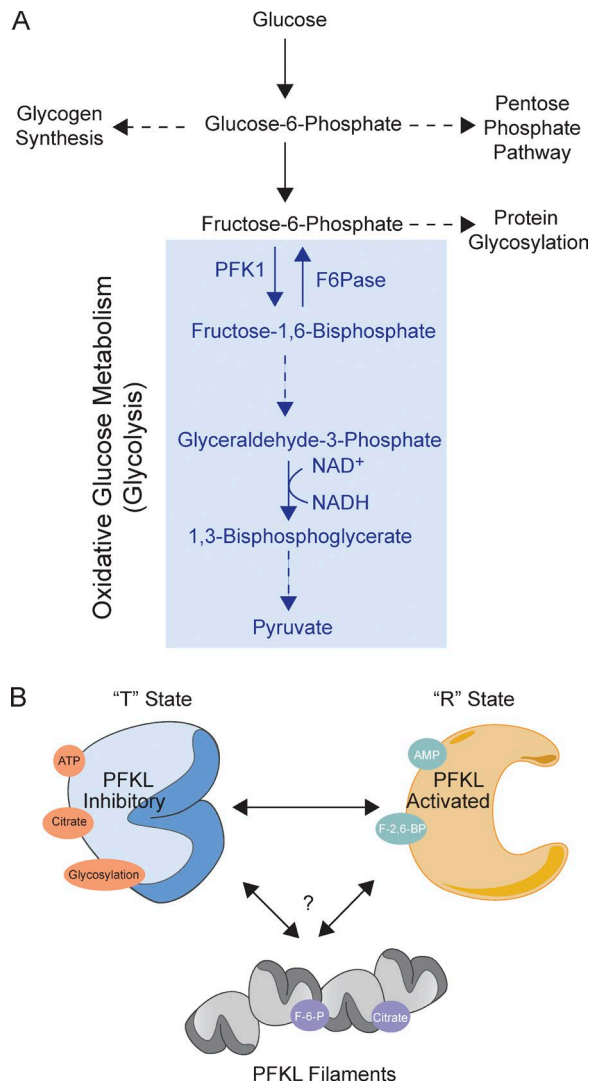 A
Glucose
Glycogen
Synthesis
Glucose-6-Phosphate
Pentose
Phosphate
Pathway
Fructose-6-Phosphate
Protein
Glycosylation
Oxidative Glucose Metabolism
(Glycolysis)
PFK1
F6Pase
Fructose-1,6-Bisphosphate
Glyceraldehyde-3-Phosphate
NAD⁺
NADH
1,3-Bisphosphoglycerate
Pyruvate
B
"T" State
"R" State
ATP
PFKL
Inhibitory
Citrate
Glycosylation
AMP
PFKL
Activated
F-2,6-BP
?
F-6-P
Citrate
PFKL Filaments